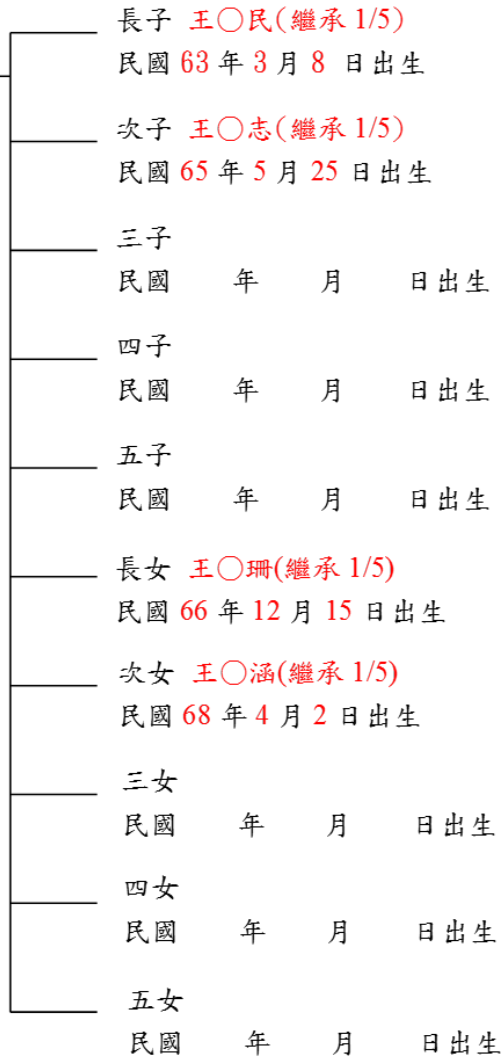 長子 王○民(繼承 1/5)
民國 63 年 3 月 8 日出生
次子 王○志(繼承 1/5)
民國 65 年 5 月 25 日出生
三子
民國 年 月 日出生
四子
民國 年 月 日出生
五子
民國 年 月 日出生
長女 王○珊(繼承 1/5)
民國 66 年 12 月 15 日出生
次女 王○涵(繼承 1/5)
民國 68 年 4 月 2 日出生
三女
民國 年 月 日出生
四女
民國 年 月 日出生
五女
民國 年 月 日出生